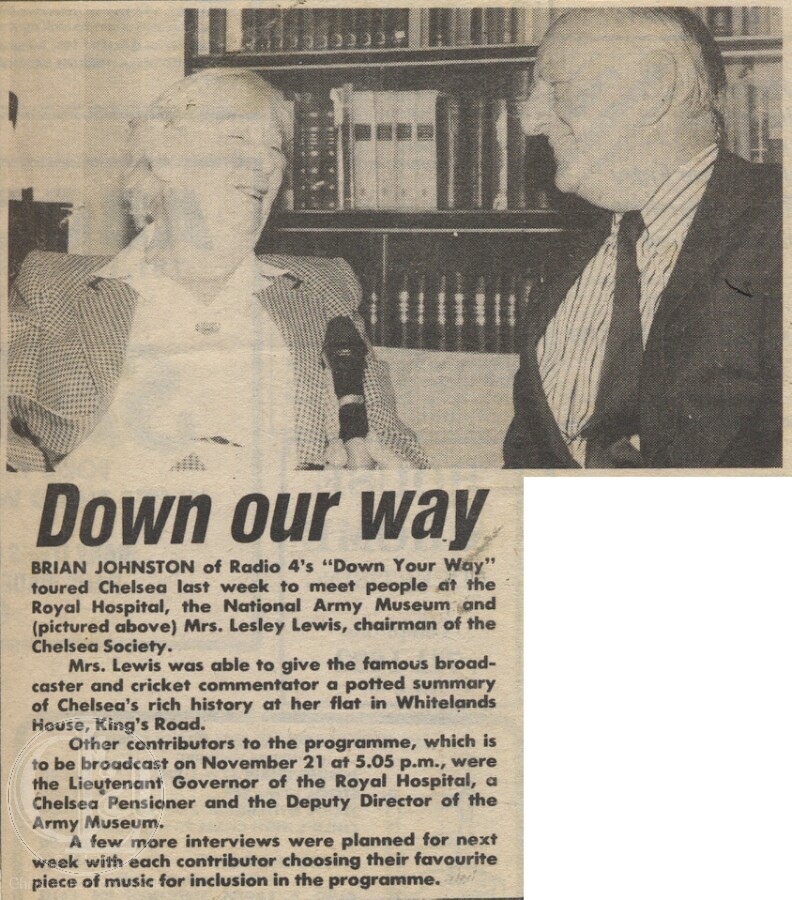 Down our way
BRIAN JOHNSTON of Radio 4's “Down Your Way”
toured Chelsea last week to meet people at the
Royal Hospital, the National Army Museum and
(pictured above) Mrs. Lesley Lewis, chairman of the
Chelsea Society.
Mrs. Lewis was able to give the famous broad-
caster and cricket commentator a potted summary
of Chelsea's rich history at her flat in Whitelands
House, King's Road.
Other contributors to the programme, which is
to be broadcast on November 21 at 5.05 p.m., were
the Lieutenant Governor of the Royal Hospital, a
Chelsea Pensioner and the Deputy Director of the
Army Museum.
A few more interviews were planned for next
week with each contributor choosing their favourite
piece of music for inclusion in the programme.